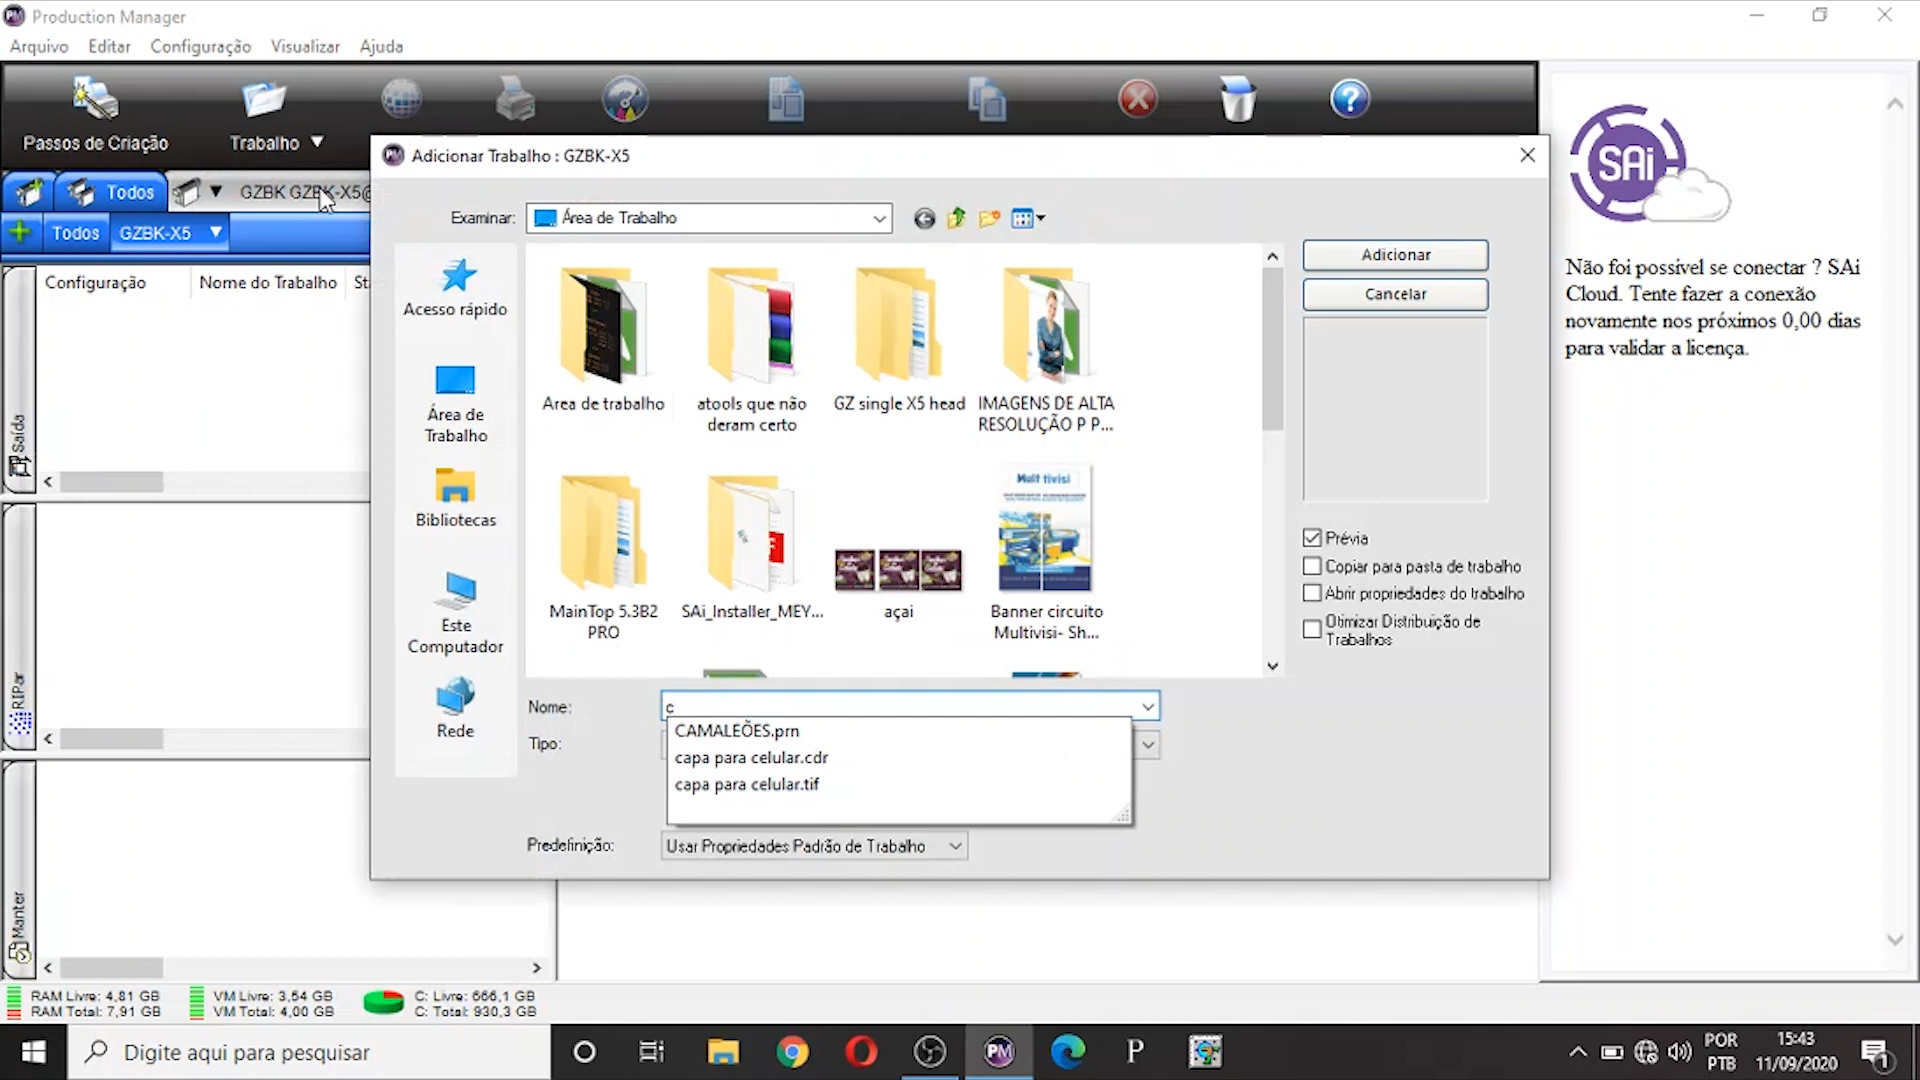 Production Manager
Arquivo Editar Configuração Visualizar Ajuda
Passos de Criação
Trabalho
Todos
GZBK GZBK-X5@
Todos
GZBK-X5
Configuração
Nome do Trabalho
St
Saída
RIPar
Manter
Adicionar Trabalho : GZBK-X5
Examinar:
Área de Trabalho
Acesso rápido
Área de
Trabalho
Bibliotecas
Este
Computador
Rede
Area de trabalho
atools que não
deram certo
GZ single X5 head
IMAGENS DE ALTA
RESOLUÇÃO P P...
MainTop 5.3B2
PRO
SAi_Installer_MEY...
açai
Mult tivisi
Banner circuito
Multivisi- Sh...
Adicionar
Cancelar
Prévia
Copiar para pasta de trabalho
Abrir propriedades do trabalho
Otimizar Distribuição de
Trabalhos
Nome:
c
CAMALEÕES.prn
capa para celular.cdr
capa para celular.tif
Tipo:
Predefinição:
Usar Propriedades Padrão de Trabalho
SAi
Não foi possível se conectar ? SAi
Cloud. Tente fazer a conexão
novamente nos próximos 0,00 dias
para validar a licença.
RAM Livre: 4,81 GB
RAM Total: 7,91 GB
VM Livre: 3,54 GB
VM Total: 4,00 GB
C: Livre: 666,1 GB
C: Total: 930,3 GB
Digite aqui para pesquisar
PM
P
POR
PTB
15:43
11/09/2020
1